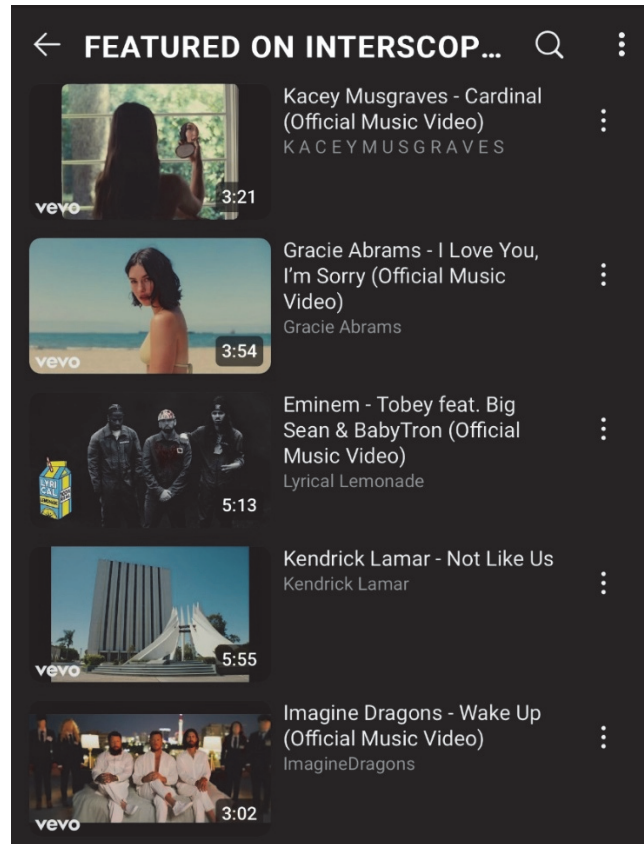 FEATURED ON INTERSCOP...
Kacey Musgraves - Cardinal
(Official Music Video)
KACEYMUSGRAVES
vevo
3:21
Gracie Abrams - I Love You,
I’m Sorry (Official Music
Video)
Gracie Abrams
vevo
3:54
Eminem - Tobey feat. Big
Sean & BabyTron (Official
Music Video)
Lyrical Lemonade
LYRI
CAL
LEMONADE
5:13
Kendrick Lamar - Not Like Us
Kendrick Lamar
vevo
5:55
Imagine Dragons - Wake Up
(Official Music Video)
ImagineDragons
vevo
3:02